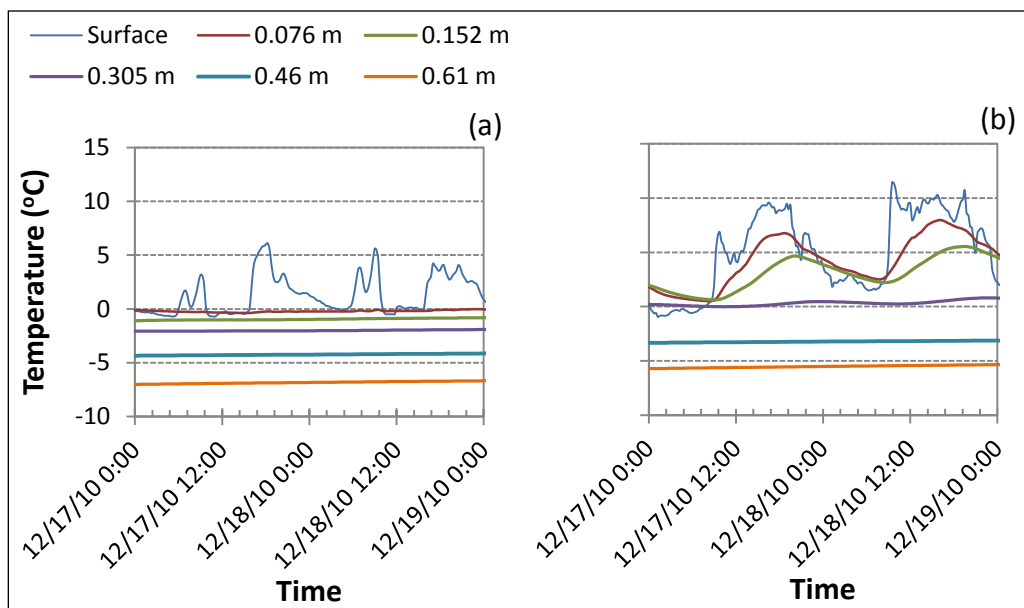 Surface 0.076 m 0.152 m
0.305 m 0.46 m 0.61 m
(a)
(b)
15
10
5
0
-5
-10
Temperature (°C)
12/17/10 0:00
12/17/10 12:00
12/18/10 0:00
12/18/10 12:00
12/19/10 0:00
Time
12/17/10 0:00
12/17/10 12:00
12/18/10 0:00
12/18/10 12:00
12/19/10 0:00
Time